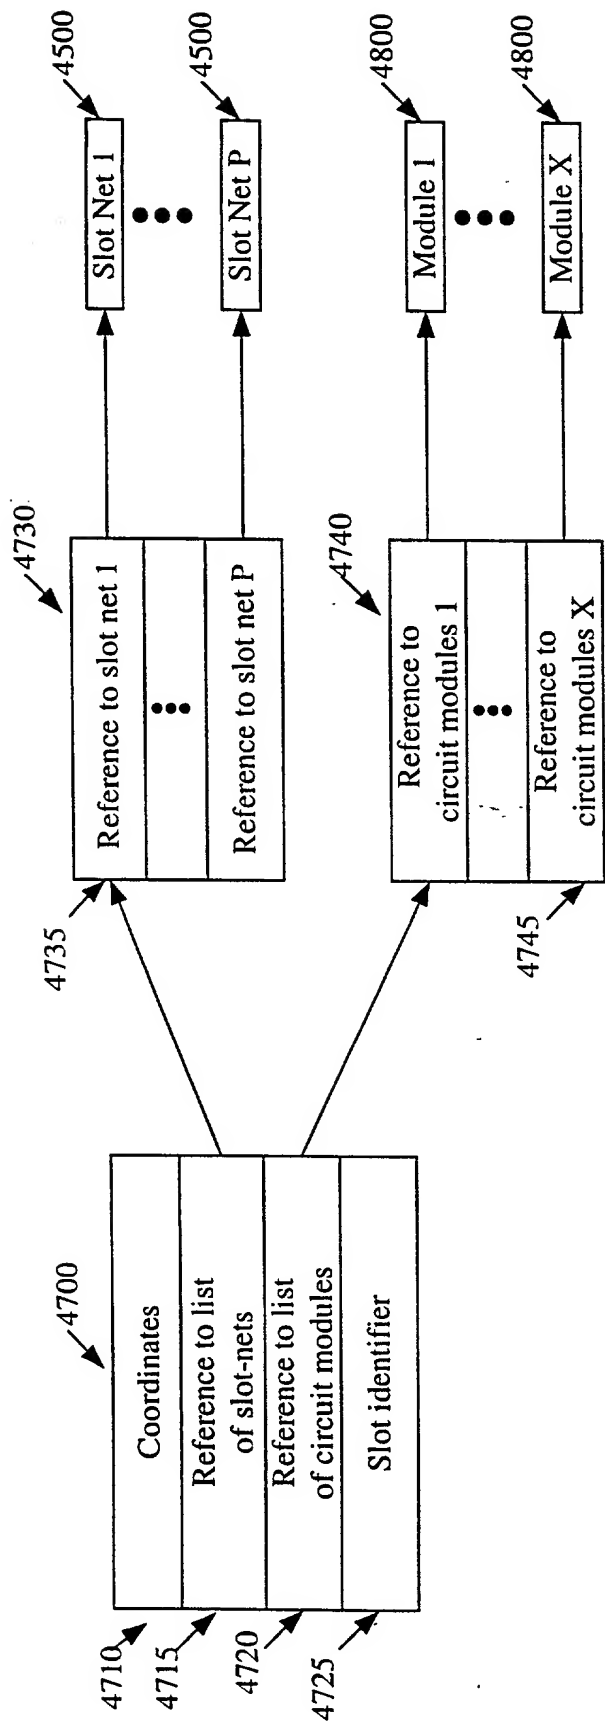 4700
4710
Coordinates
4715
Reference to list
of slot-nets
4720
Reference to list
of circuit modules
4725
Slot identifier
4730
4735
Reference to slot net 1
Reference to slot net P
4740
Reference to
circuit modules 1
Reference to
circuit modules X
4745
4500
Slot Net 1
4500
Slot Net P
4800
Module 1
4800
Module X